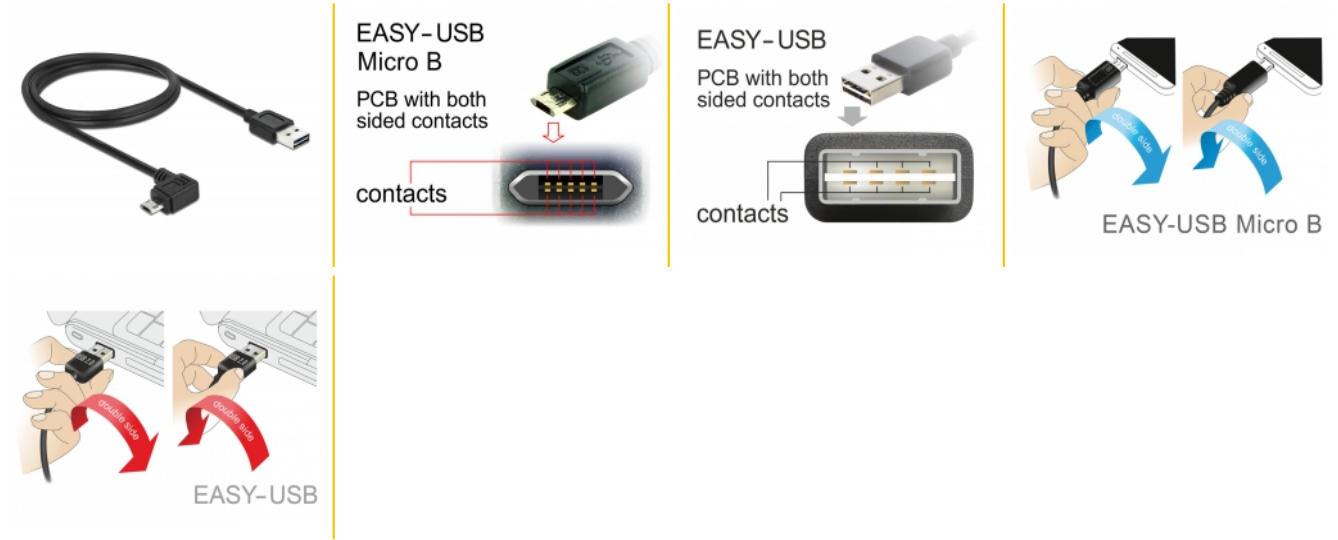 EASY-USB
Micro B
PCB with both
sided contacts
contacts
EASY-USB
PCB with both
sided contacts
contacts
double side
double side
EASY-USB Micro B
double side
double side
EASY-USB